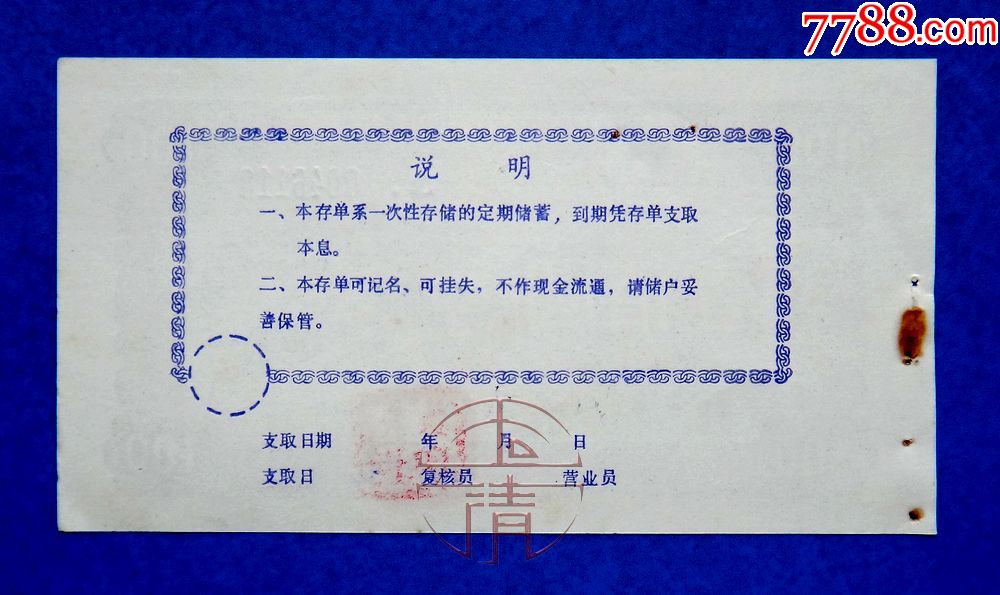 7788.com
说 明
一、本存单系一次性存储的定期储蓄，到期凭存单支取
本息。
二、本存单可记名、可挂失，不作现金流通，请储户妥
善保管。
支取日期 年 月 日
支取日 复核员 营业员
上清